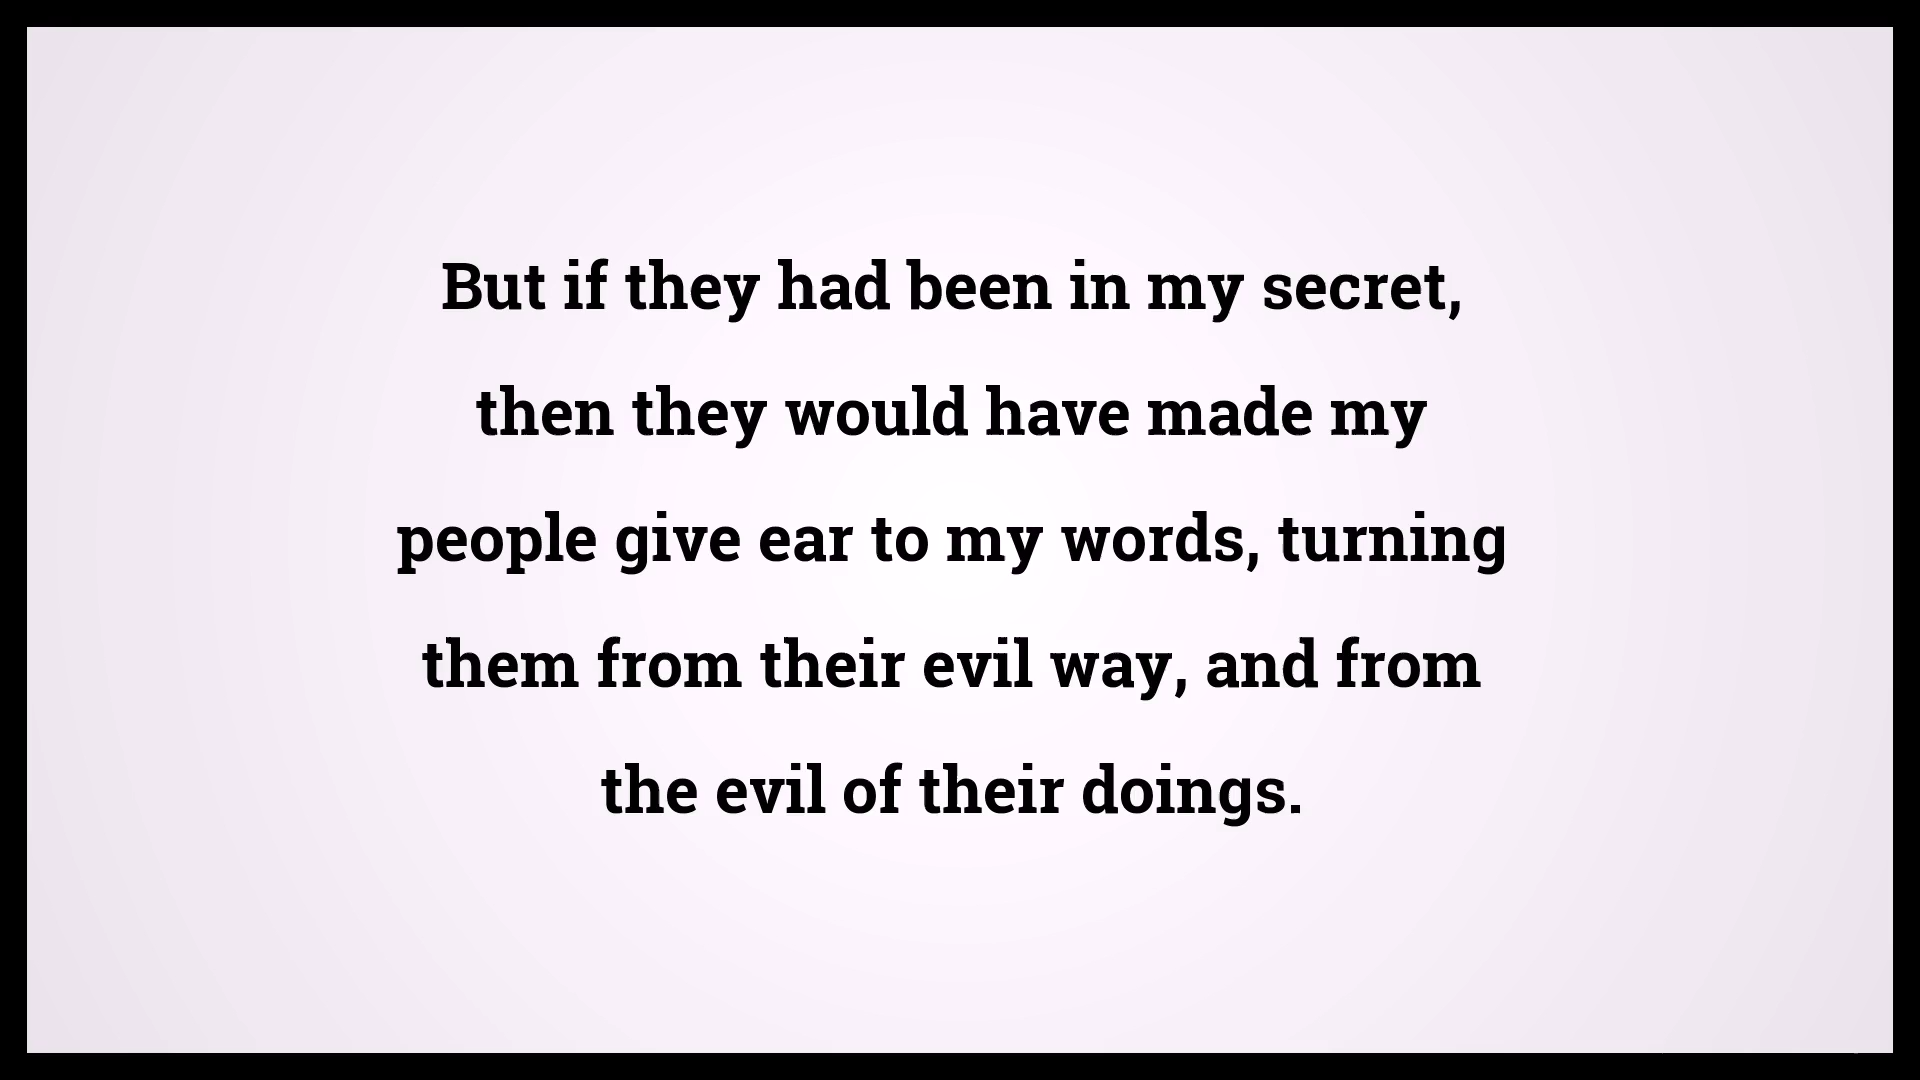 But if they had been in my secret,
then they would have made my
people give ear to my words, turning
them from their evil way, and from
the evil of their doings.